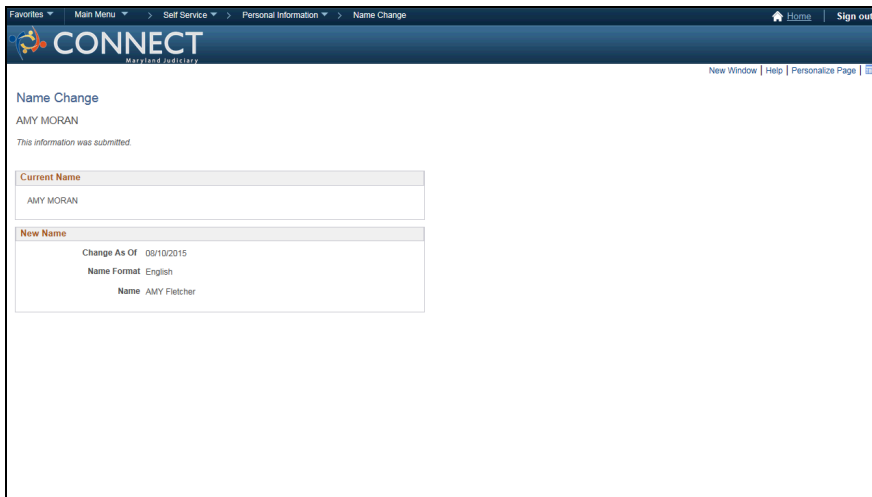 Favorites Main Menu > Self Service > Personal Information > Name Change Home Sign out
CONNECT
Maryland Judiciary
New Window | Help | Personalize Page |
Name Change
AMY MORAN
This information was submitted.
Current Name
AMY MORAN
New Name
Change As Of 08/10/2015
Name Format English
Name AMY Fletcher